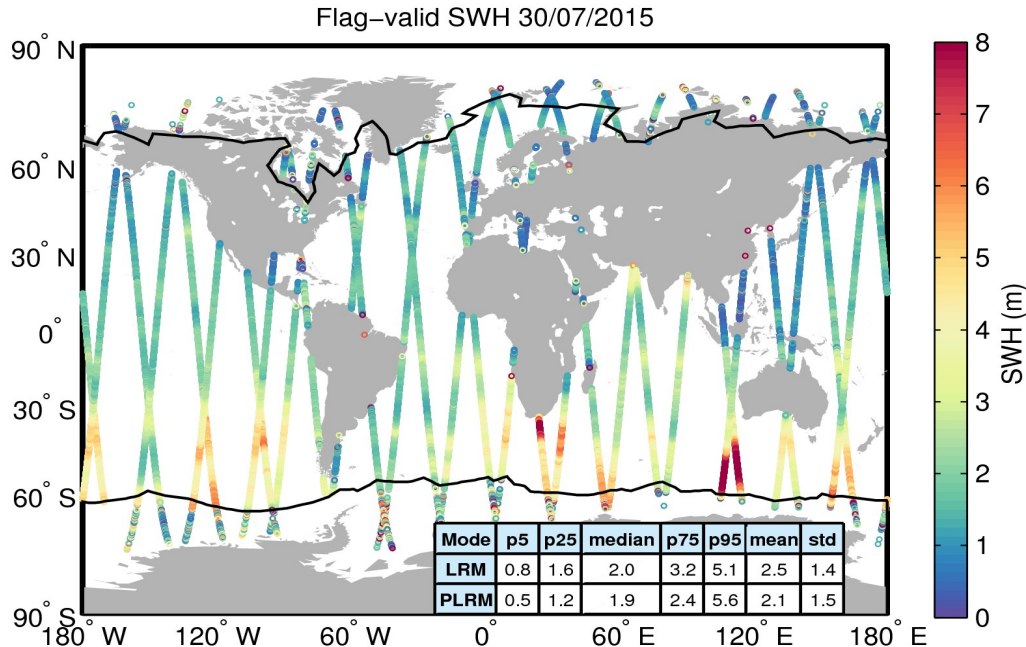 Flag−valid SWH 30/07/2015
90° N
60° N
30° N
0°
30° S
60° S
90° S
180° W
120° W
60° W
0°
60° E
120° E
180° E
Mode p5 p25 median p75 p95 mean std
LRM 0.8 1.6 2.0 3.2 5.1 2.5 1.4
PLRM 0.5 1.2 1.9 2.4 5.6 2.1 1.5
8
7
6
5
4
3
2
1
0
SWH (m)